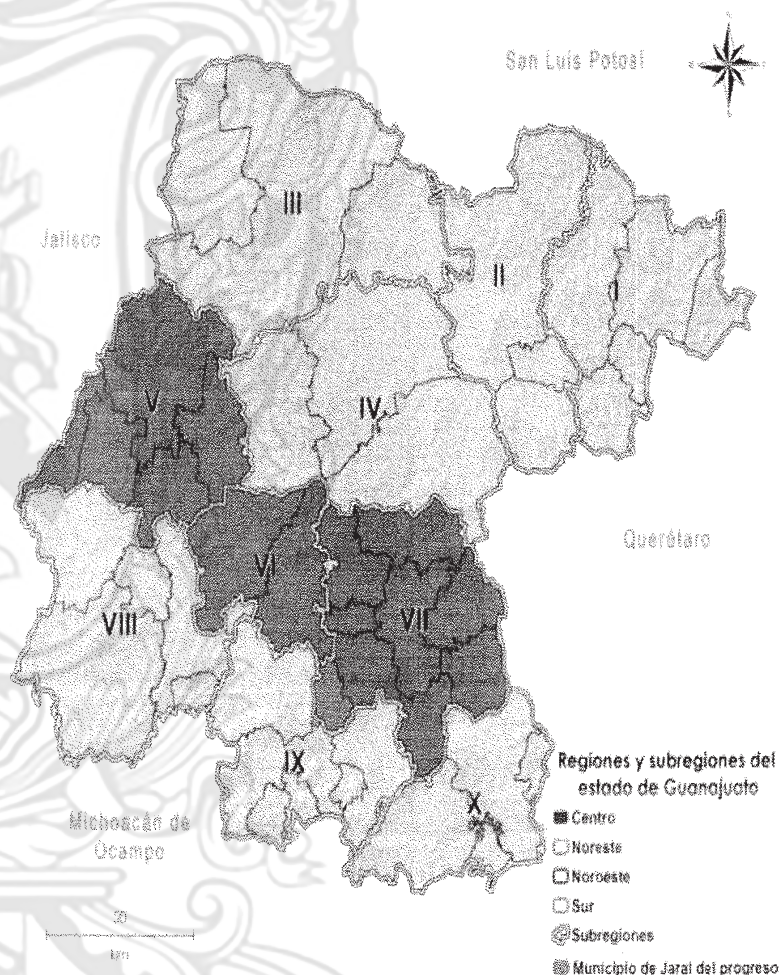 San Luis Potosí
Jalisco
III
II
I
V
IV
Querétaro
VI
VII
VIII
IX
X
Michoacán de
Ocampo
Regiones y subregiones del
estado de Guanajuato
Centro
Noreste
Noroeste
Sur
Subregiones
Municipio de Jaral del progreso
km